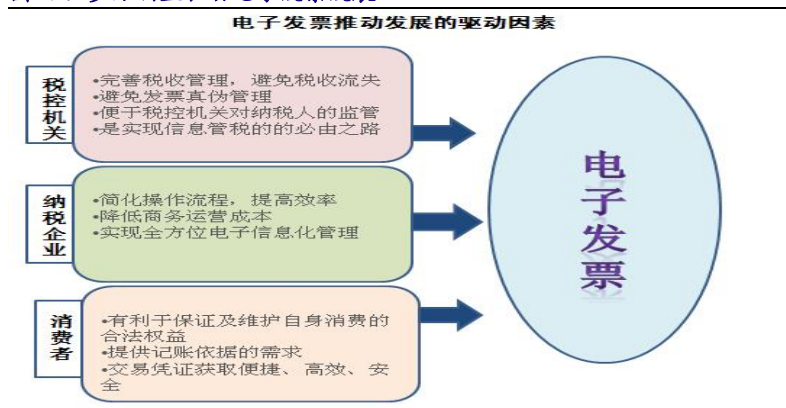 电子发票推动发展的驱动因素
税控机关
•完善税收管理，避免税收流失
•避免发票真伪管理
•便于税控机关对纳税人的监管
•是实现信息管税的的必由之路
纳税企业
•简化操作流程，提高效率
•降低商务运营成本
•实现全方位电子信息化管理
消费者
•有利于保证及维护自身消费的
合法权益
•提供记账依据的需求
•交易凭证获取便捷、高效、安
全
电子发票